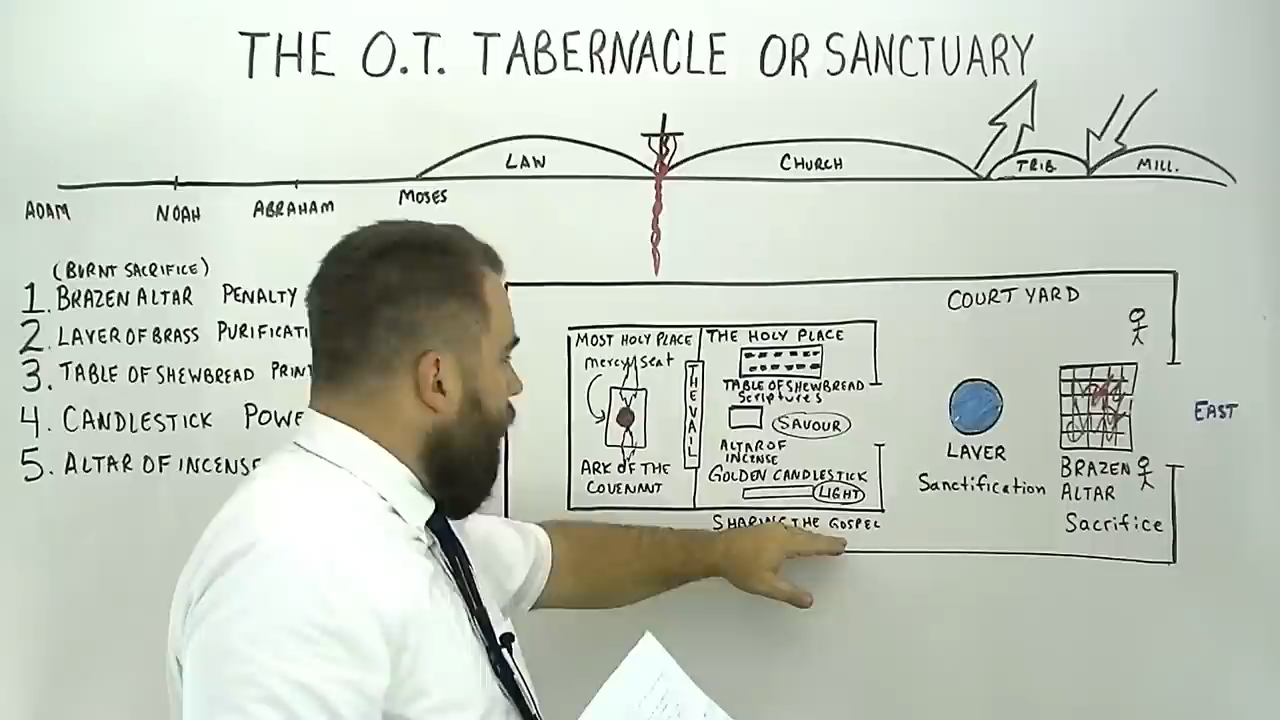 THE O.T. TABERNACLE OR SANCTUARY
LAW
CHURCH
TRIB
MILL.
ADAM
NOAH
ABRAHAM
MOSES
(BURNT SACRIFICE)
1. BRAZEN ALTAR PENALTY
2. LAVER OF BRASS
3. TABLE OF SHEWBREAD
4. CANDLESTICK
5. ALTAR OF INCENSE
COURT YARD
MOST HOLY PLACE
mercy seat
ARK OF THE
COVENANT
THE VAIL
THE HOLY PLACE
TABLE OF SHEWBREAD
Scriptures
SAVOUR
ALTAR OF
INCENSE
GOLDEN CANDLESTICK
LIGHT
SHARING THE GOSPEL
LAVER
Sanctification
BRAZEN
ALTAR
Sacrifice
EAST